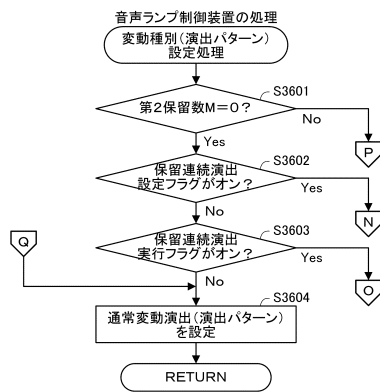 音声ランプ制御装置の処理
変動種別(演出パターン)
設定処理
S3601
第2保留数M=0?
No
P
Yes
S3602
保留連続演出
設定フラグがオン?
Yes
N
No
Q
S3603
保留連続演出
実行フラグがオン?
Yes
O
No
S3604
通常変動演出(演出パターン)
を設定
RETURN